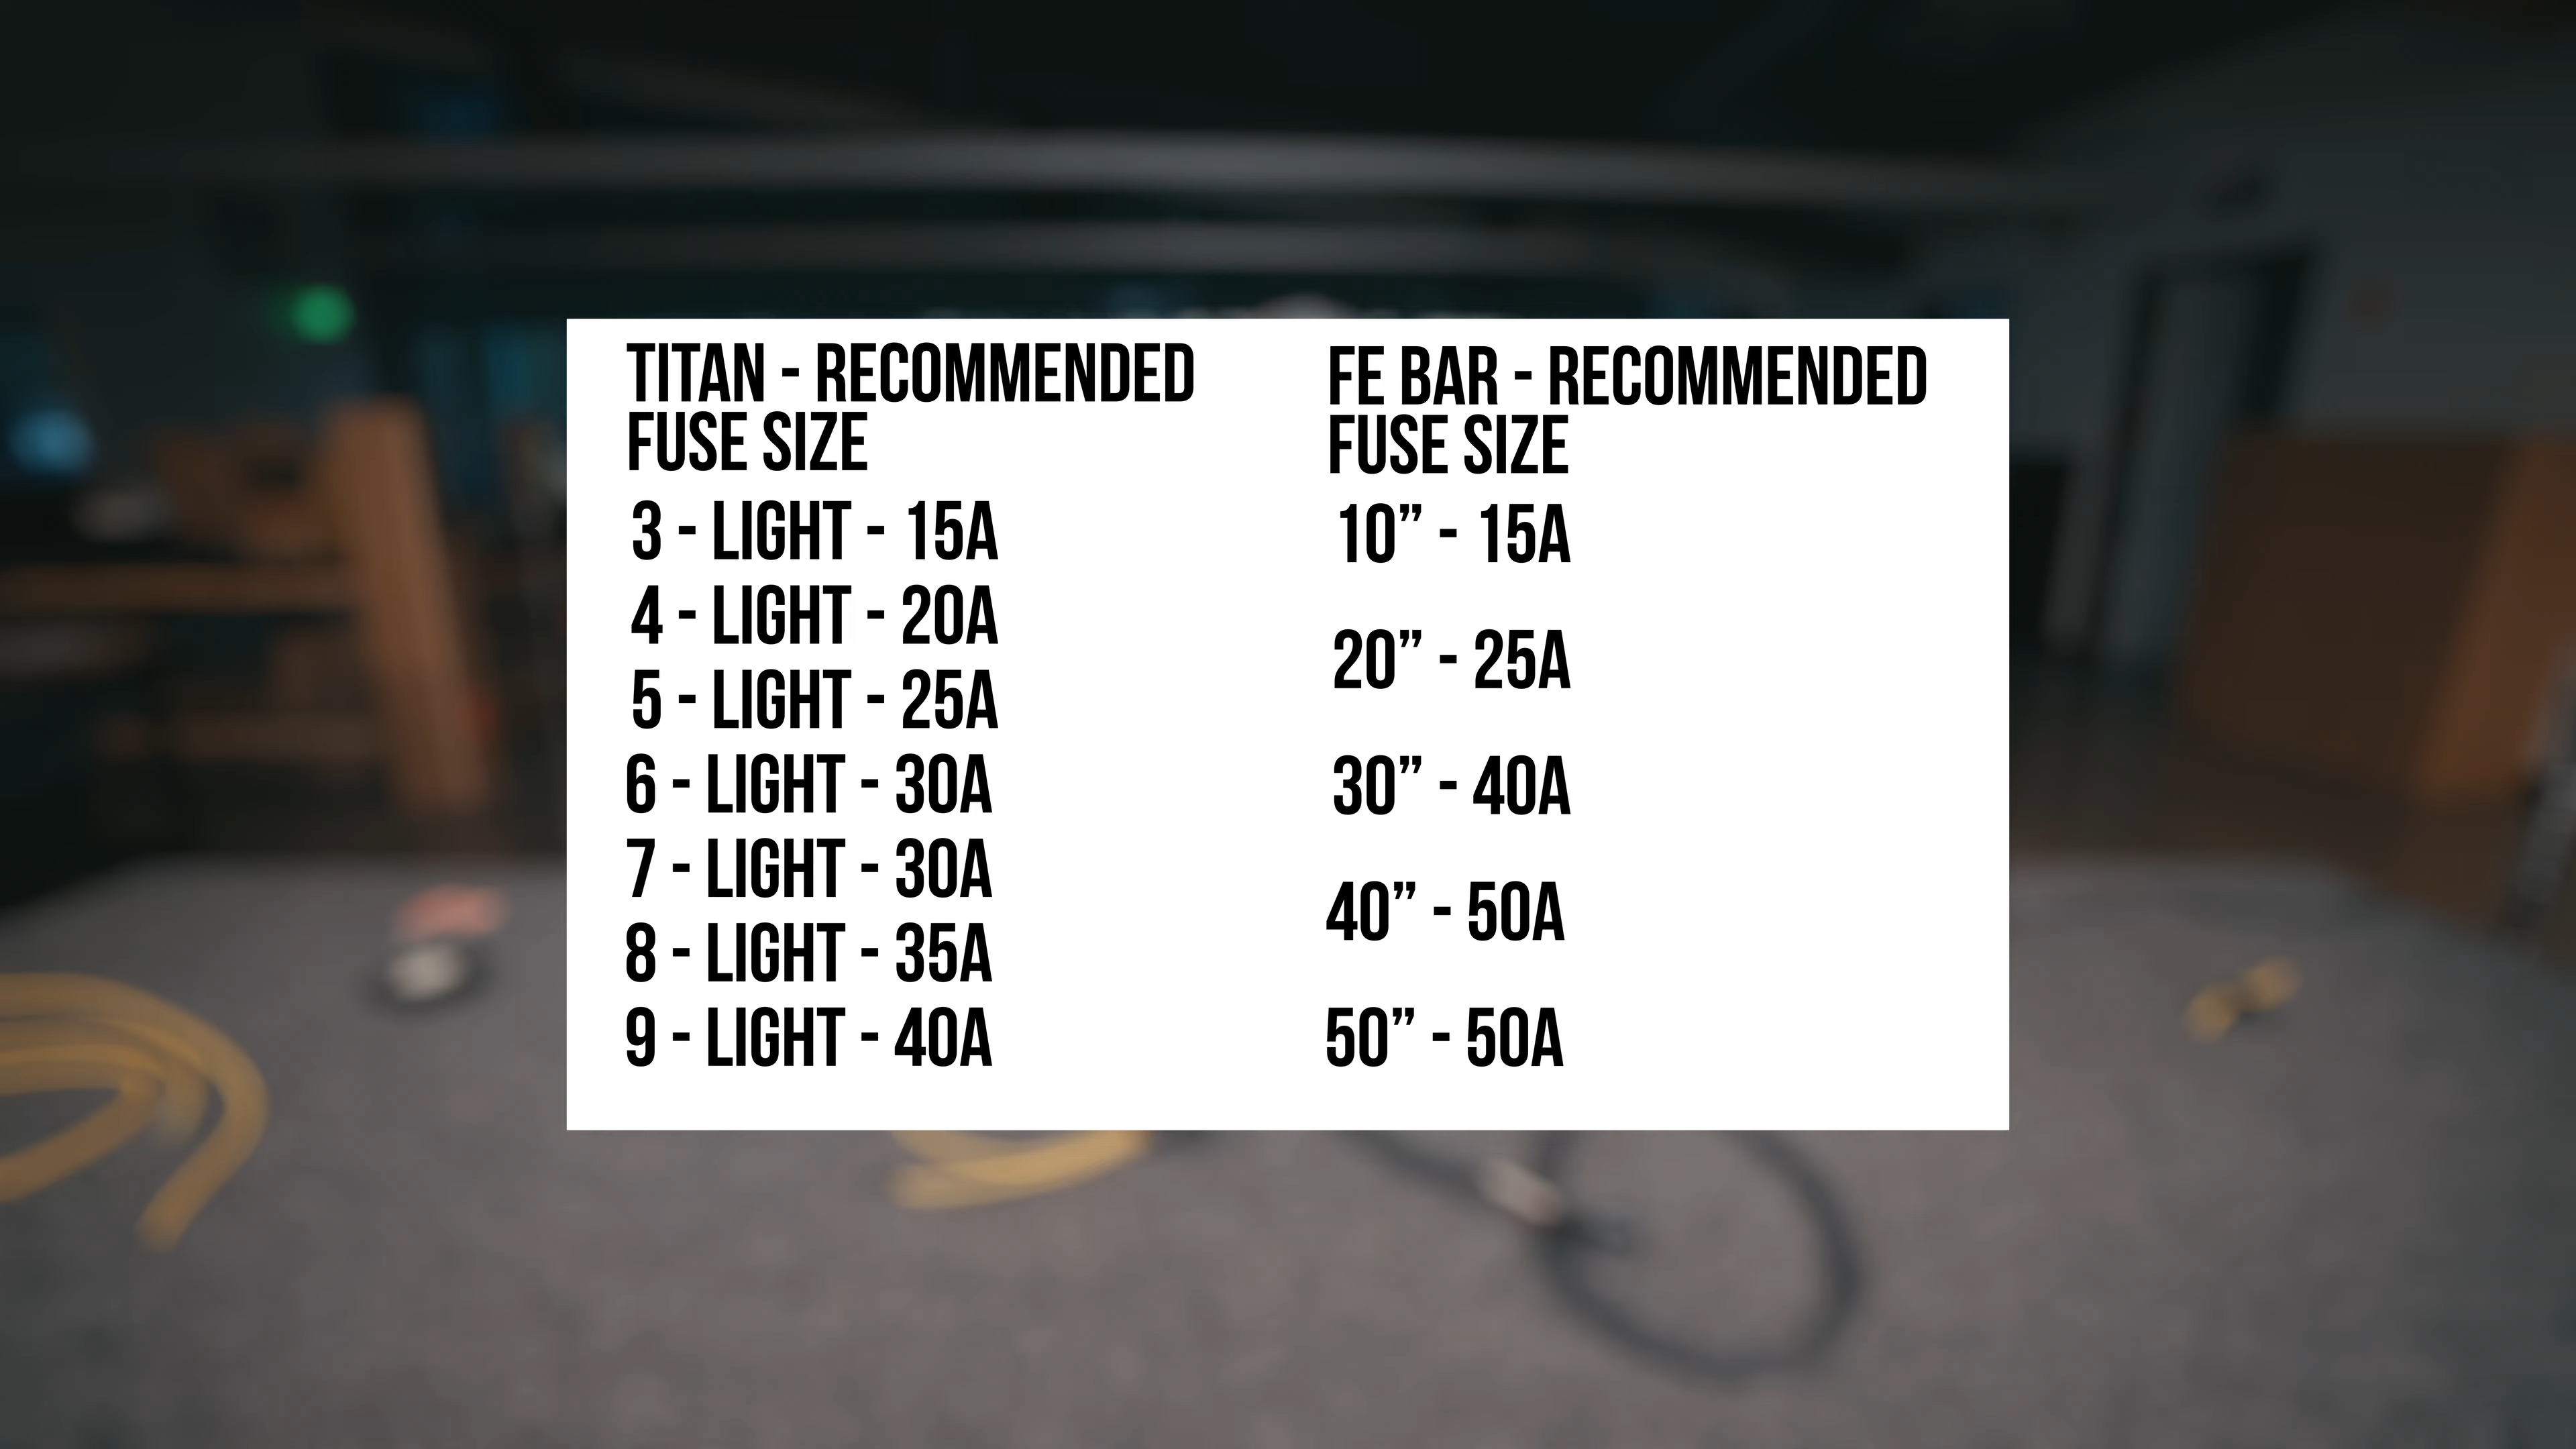 TITAN - RECOMMENDED
FUSE SIZE
3 - LIGHT - 15A
4 - LIGHT - 20A
5 - LIGHT - 25A
6 - LIGHT - 30A
7 - LIGHT - 30A
8 - LIGHT - 35A
9 - LIGHT - 40A
FE BAR - RECOMMENDED
FUSE SIZE
10” - 15A
20” - 25A
30” - 40A
40” - 50A
50” - 50A